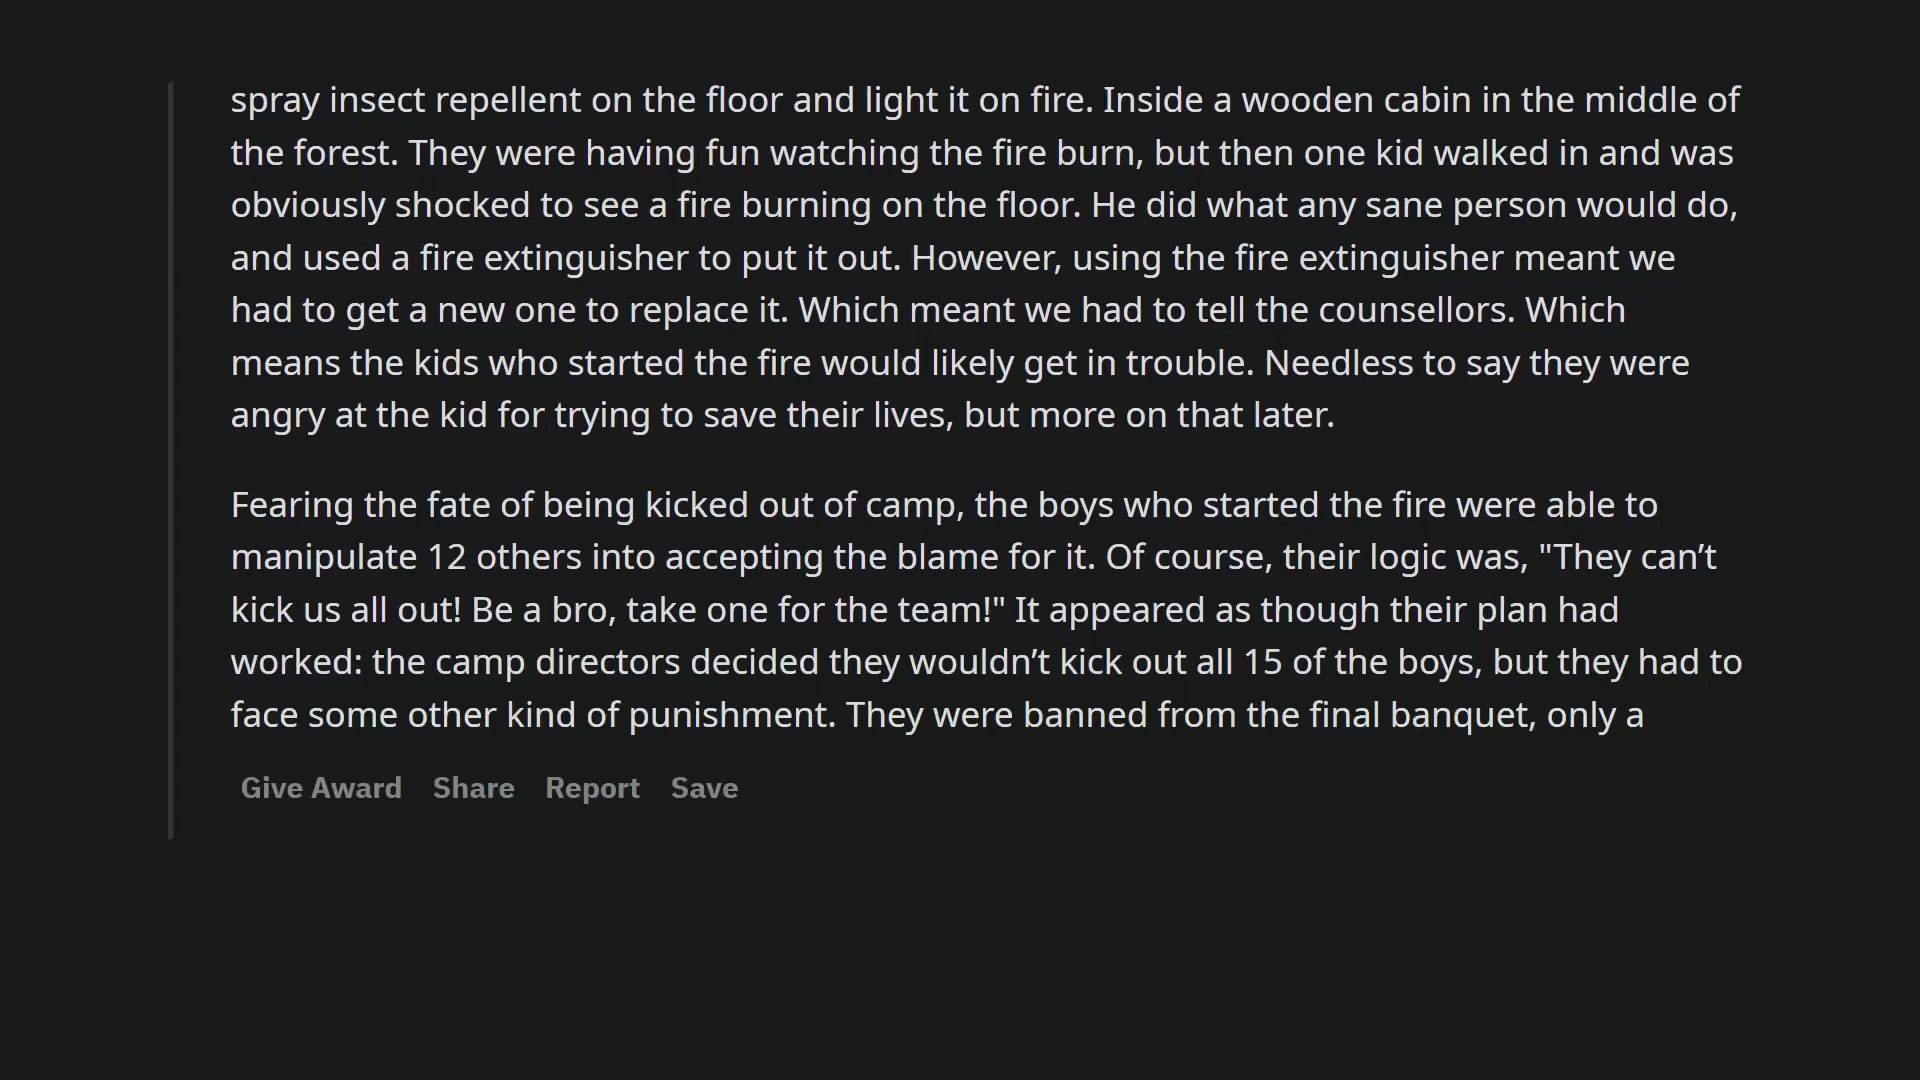 spray insect repellent on the floor and light it on fire. Inside a wooden cabin in the middle of
the forest. They were having fun watching the fire burn, but then one kid walked in and was
obviously shocked to see a fire burning on the floor. He did what any sane person would do,
and used a fire extinguisher to put it out. However, using the fire extinguisher meant we
had to get a new one to replace it. Which meant we had to tell the counsellors. Which
means the kids who started the fire would likely get in trouble. Needless to say they were
angry at the kid for trying to save their lives, but more on that later.
Fearing the fate of being kicked out of camp, the boys who started the fire were able to
manipulate 12 others into accepting the blame for it. Of course, their logic was, "They can’t
kick us all out! Be a bro, take one for the team!" It appeared as though their plan had
worked: the camp directors decided they wouldn’t kick out all 15 of the boys, but they had to
face some other kind of punishment. They were banned from the final banquet, only a
Give Award Share Report Save